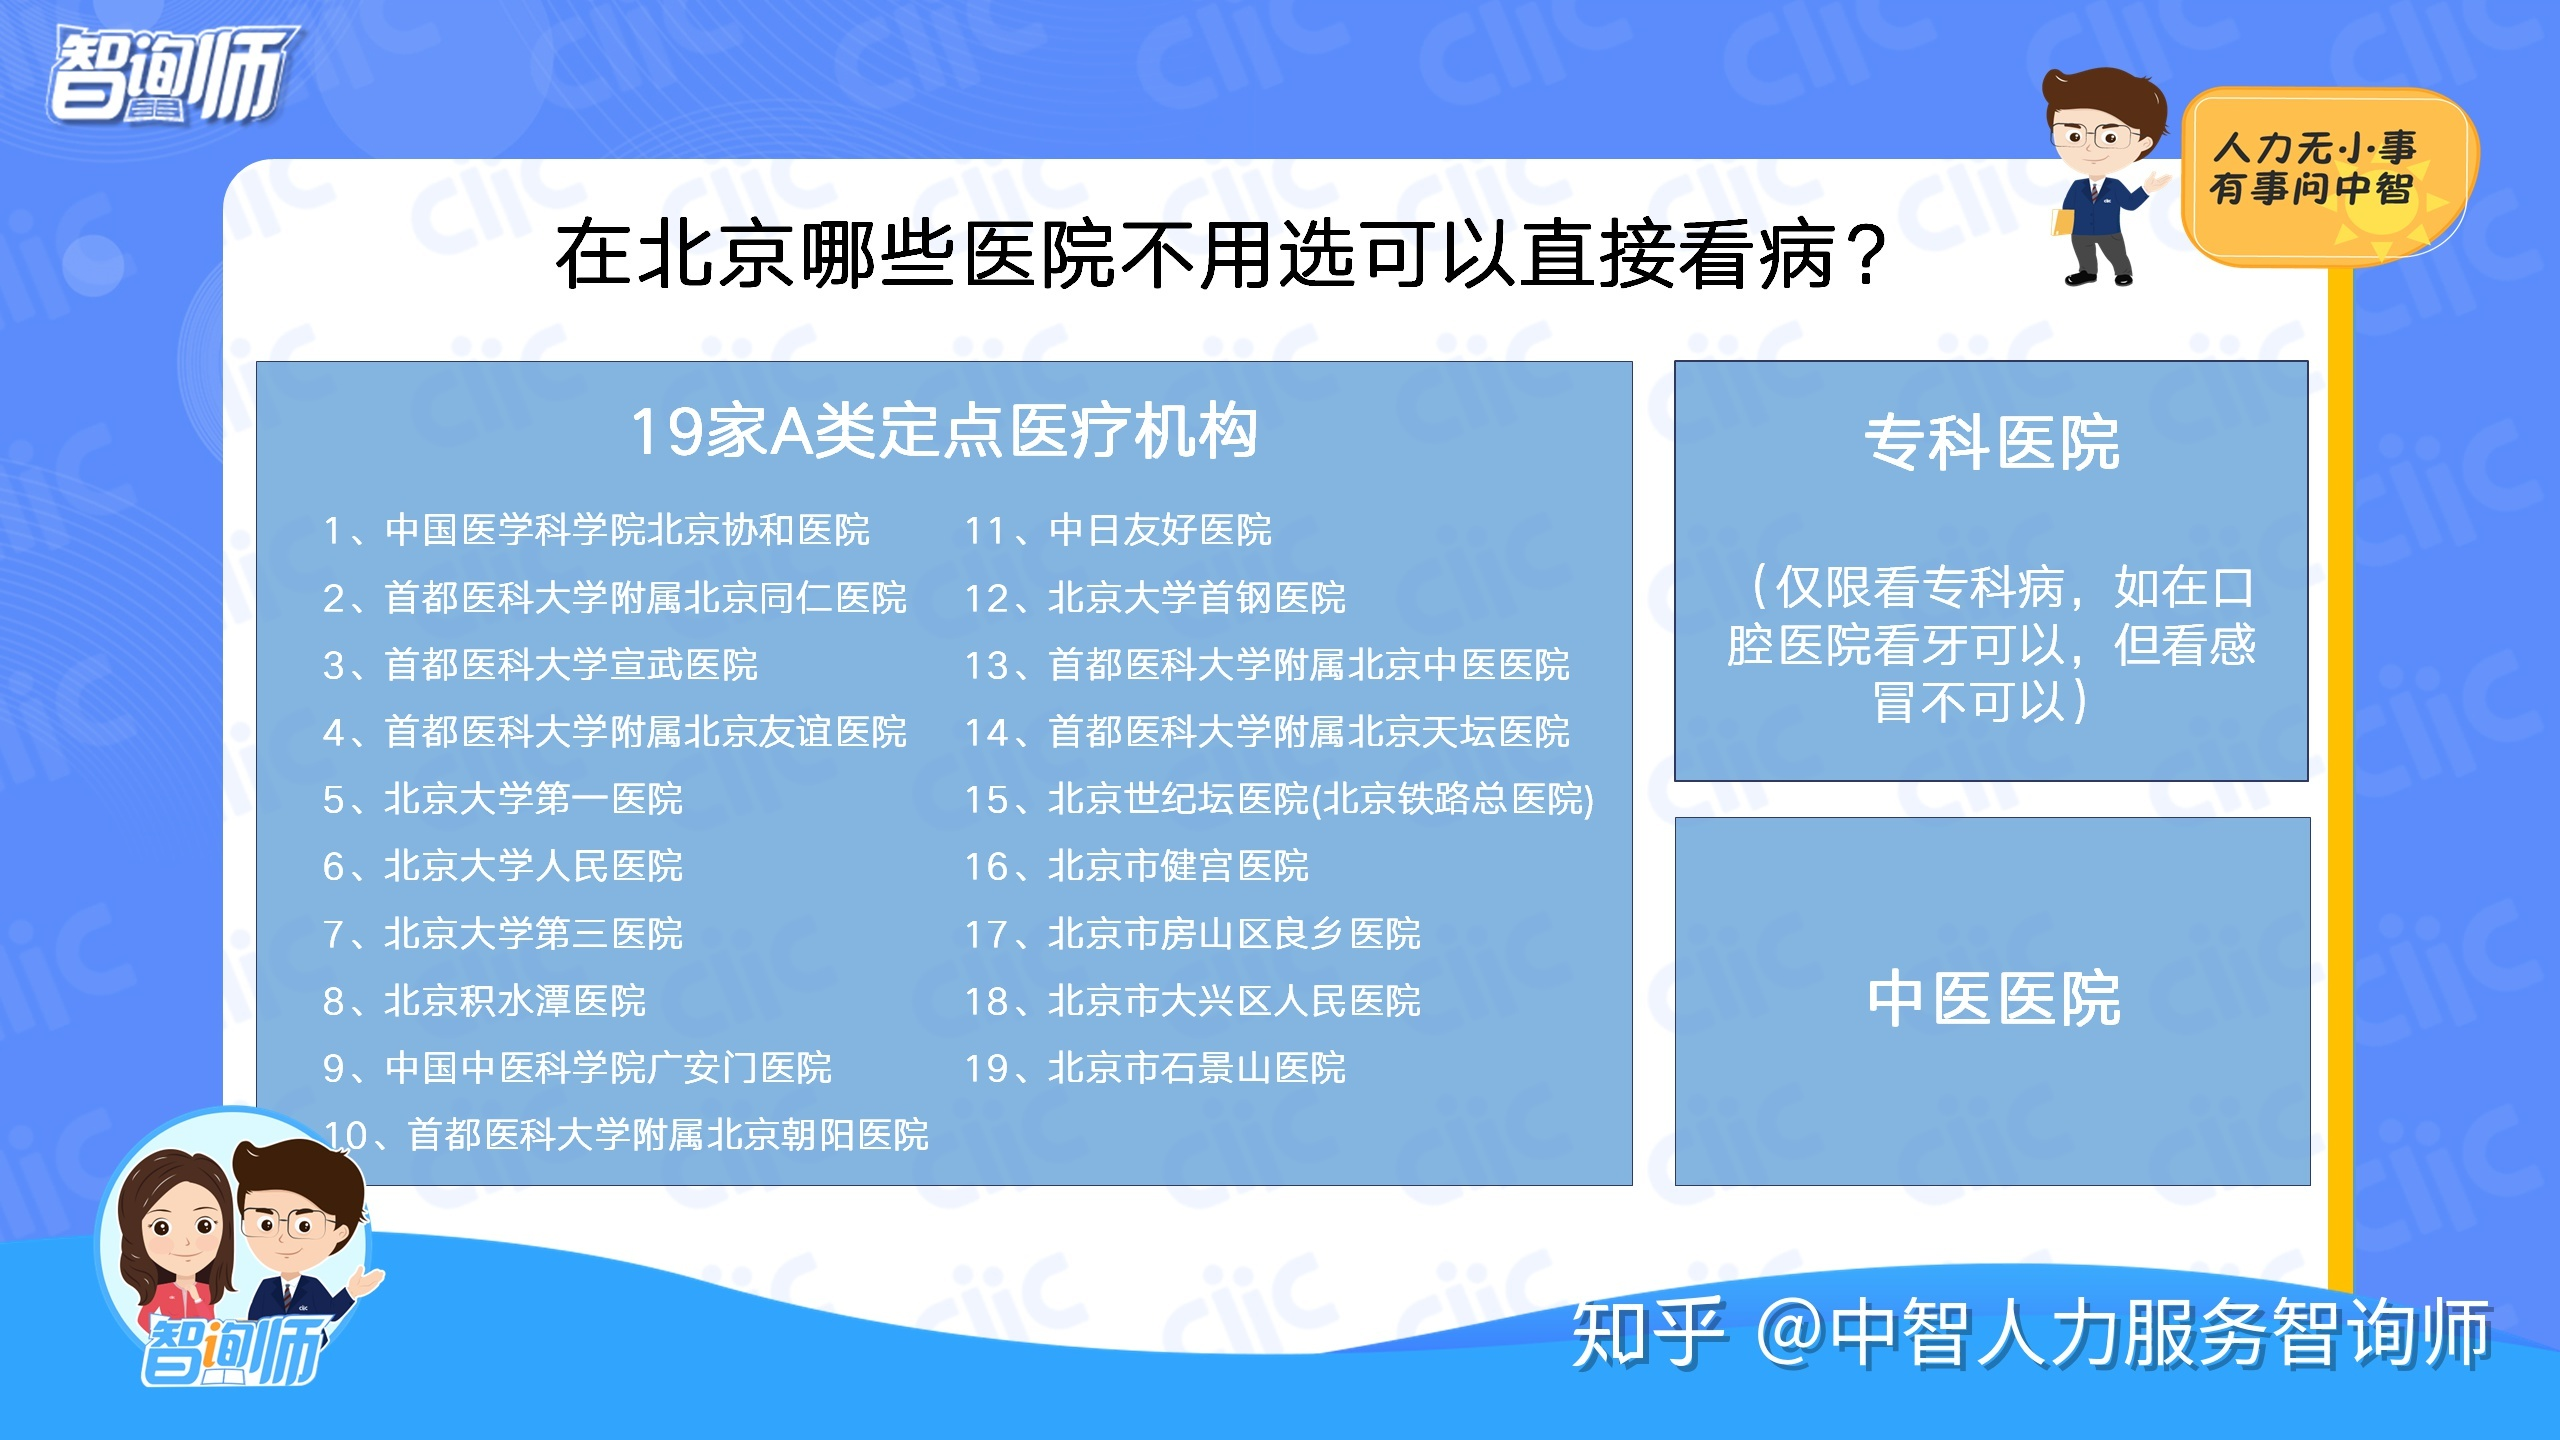 智询师
人力无小事
有事问中智
在北京哪些医院不用选可以直接看病？
19家A类定点医疗机构
1、中国医学科学院北京协和医院
2、首都医科大学附属北京同仁医院
3、首都医科大学宣武医院
4、首都医科大学附属北京友谊医院
5、北京大学第一医院
6、北京大学人民医院
7、北京大学第三医院
8、北京积水潭医院
9、中国中医科学院广安门医院
10、首都医科大学附属北京朝阳医院
11、中日友好医院
12、北京大学首钢医院
13、首都医科大学附属北京中医医院
14、首都医科大学附属北京天坛医院
15、北京世纪坛医院(北京铁路总医院)
16、北京市健宫医院
17、北京市房山区良乡医院
18、北京市大兴区人民医院
19、北京市石景山医院
专科医院
（仅限看专科病，如在口
腔医院看牙可以，但看感
冒不可以）
中医医院
智询师
知乎 @中智人力服务智询师